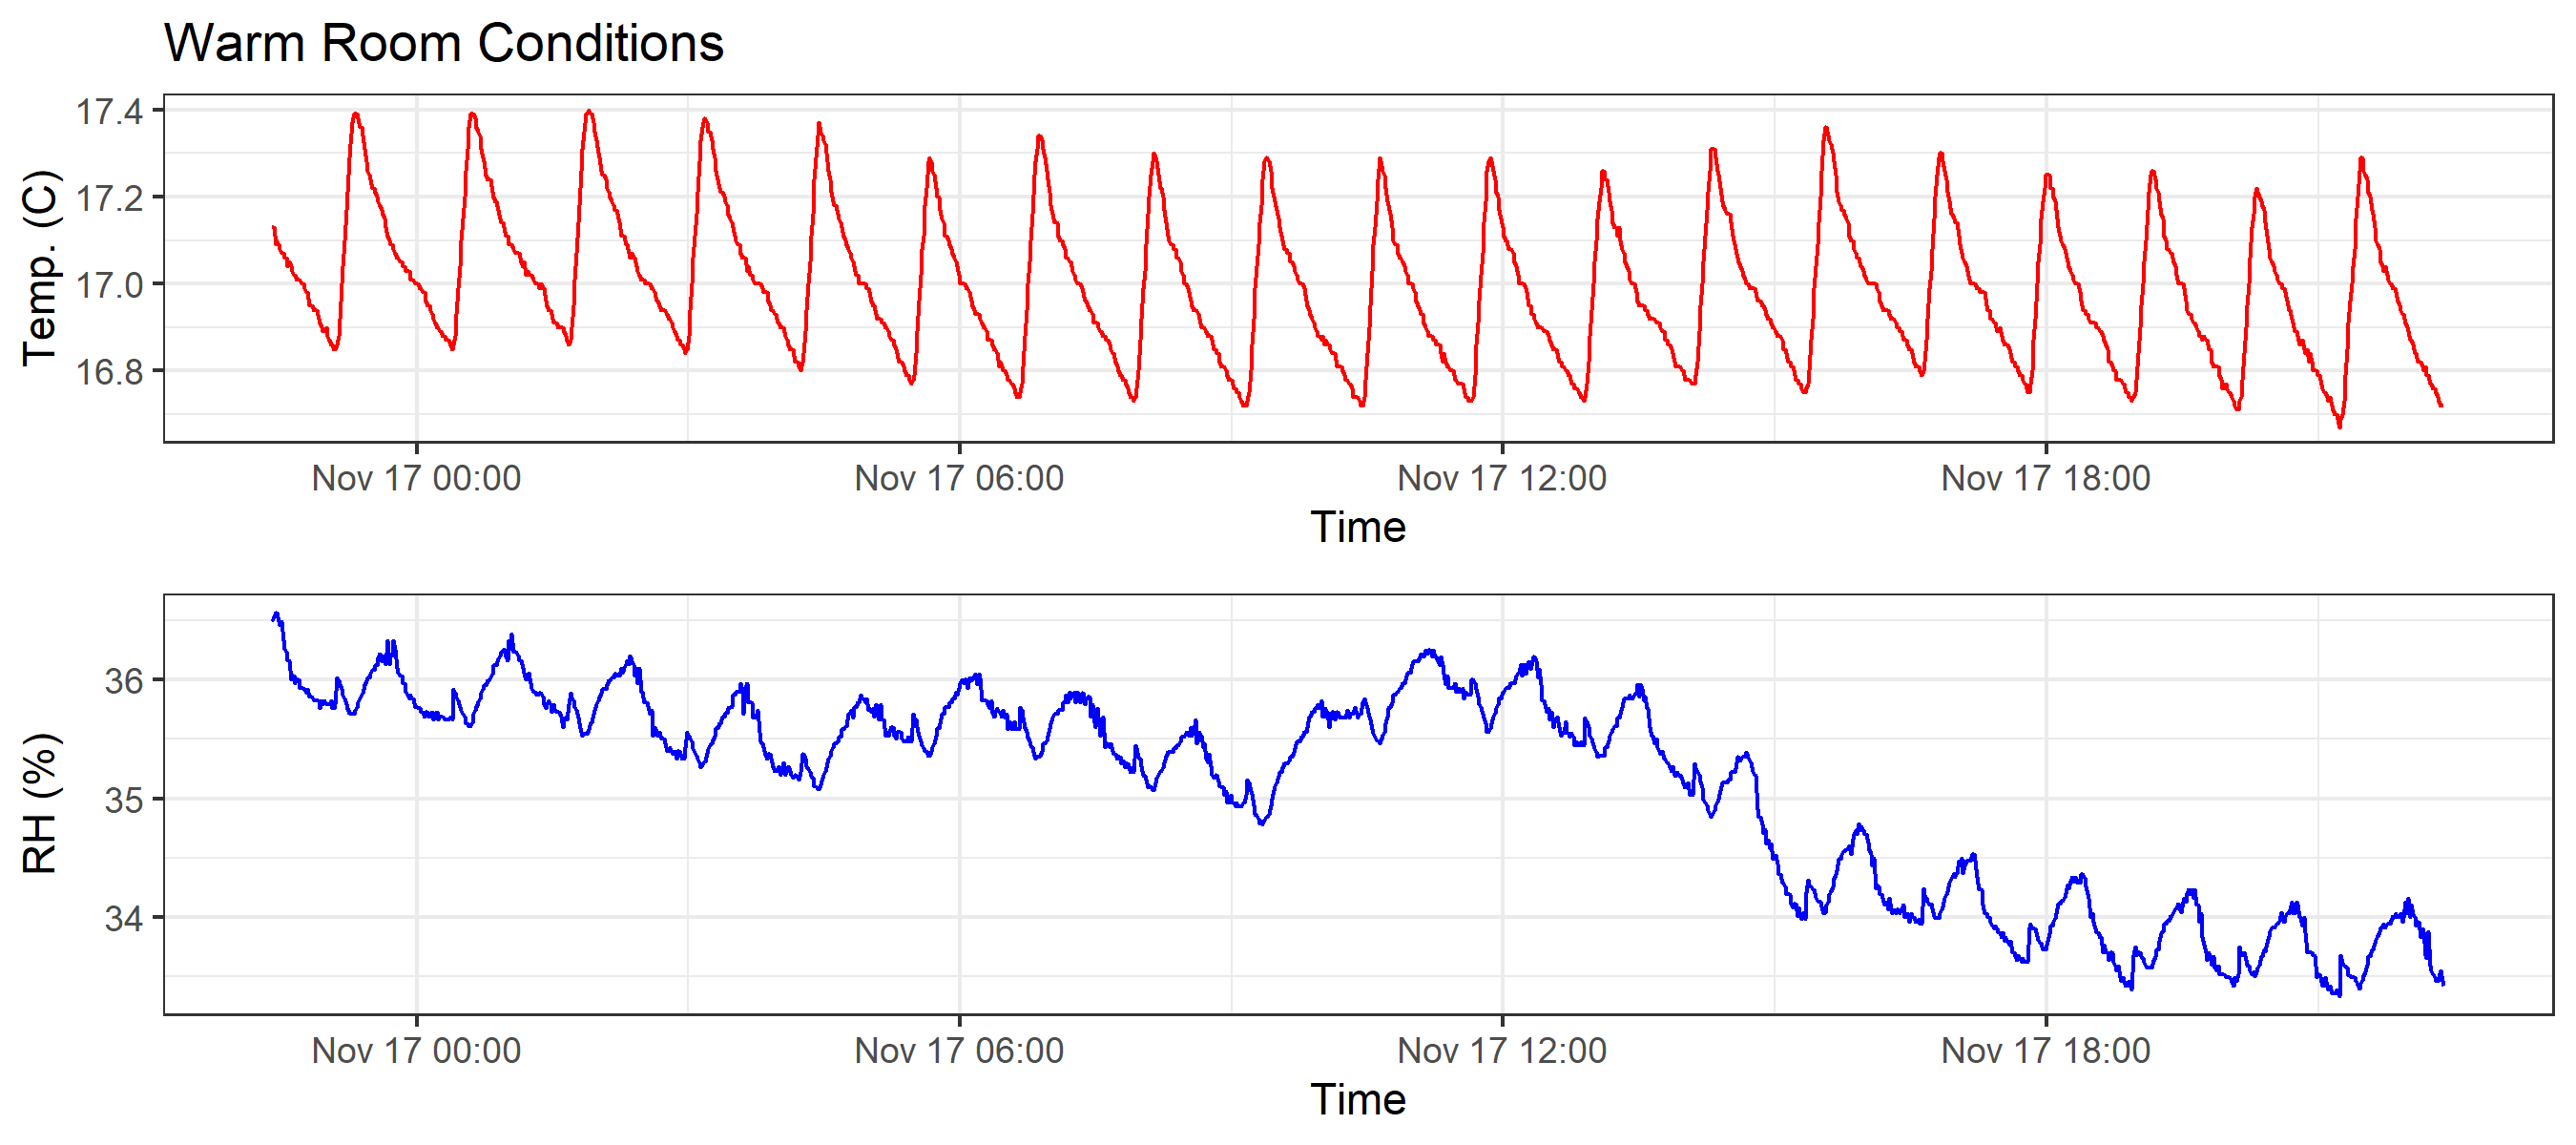 Warm Room Conditions
17.4
17.2
17.0
16.8
Temp. (C)
Nov 17 00:00 Nov 17 06:00 Nov 17 12:00 Nov 17 18:00
Time
36
35
34
RH (%)
Nov 17 00:00 Nov 17 06:00 Nov 17 12:00 Nov 17 18:00
Time